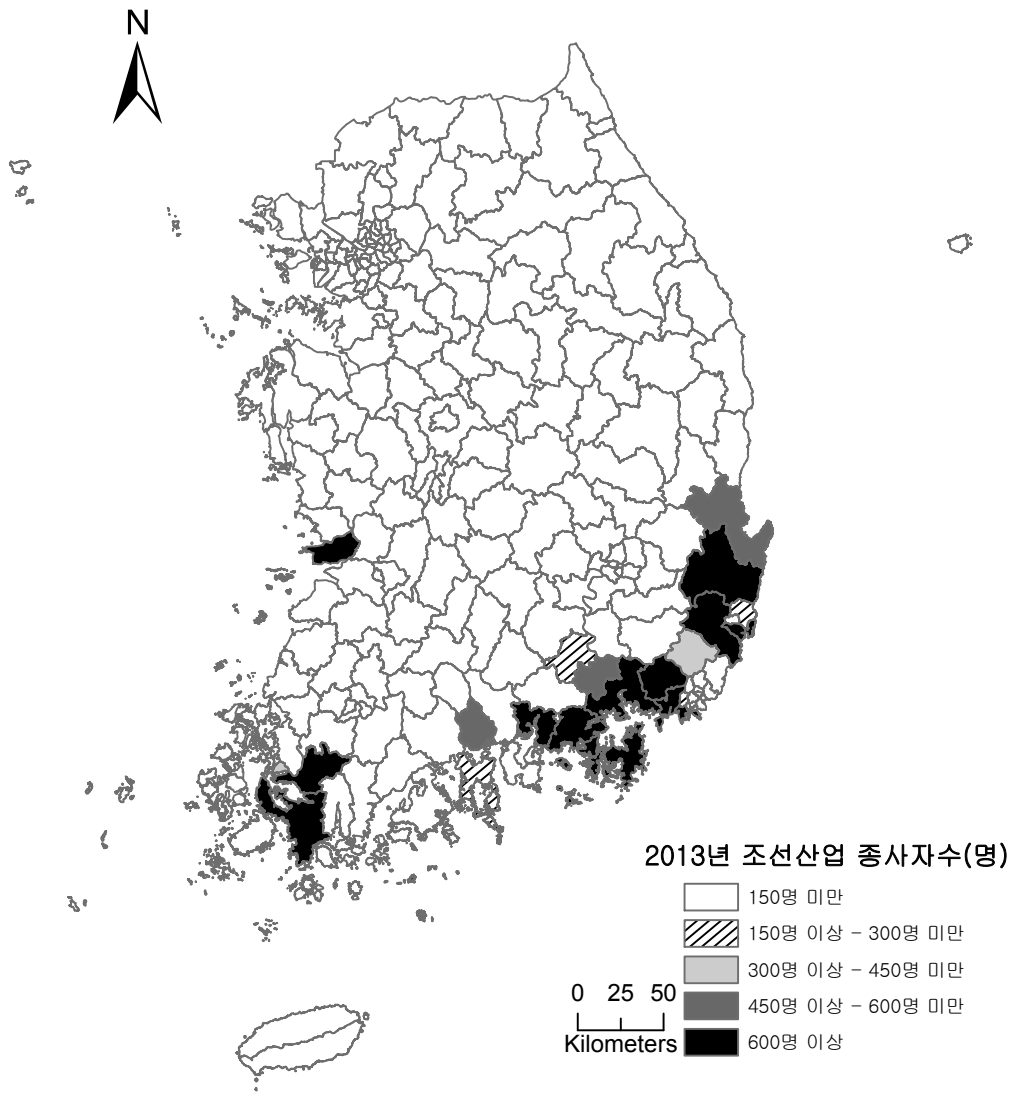 N
2013년 조선산업 종사자수(명)
150명 미만
150명 이상 - 300명 미만
300명 이상 - 450명 미만
450명 이상 - 600명 미만
600명 이상
0 25 50
Kilometers